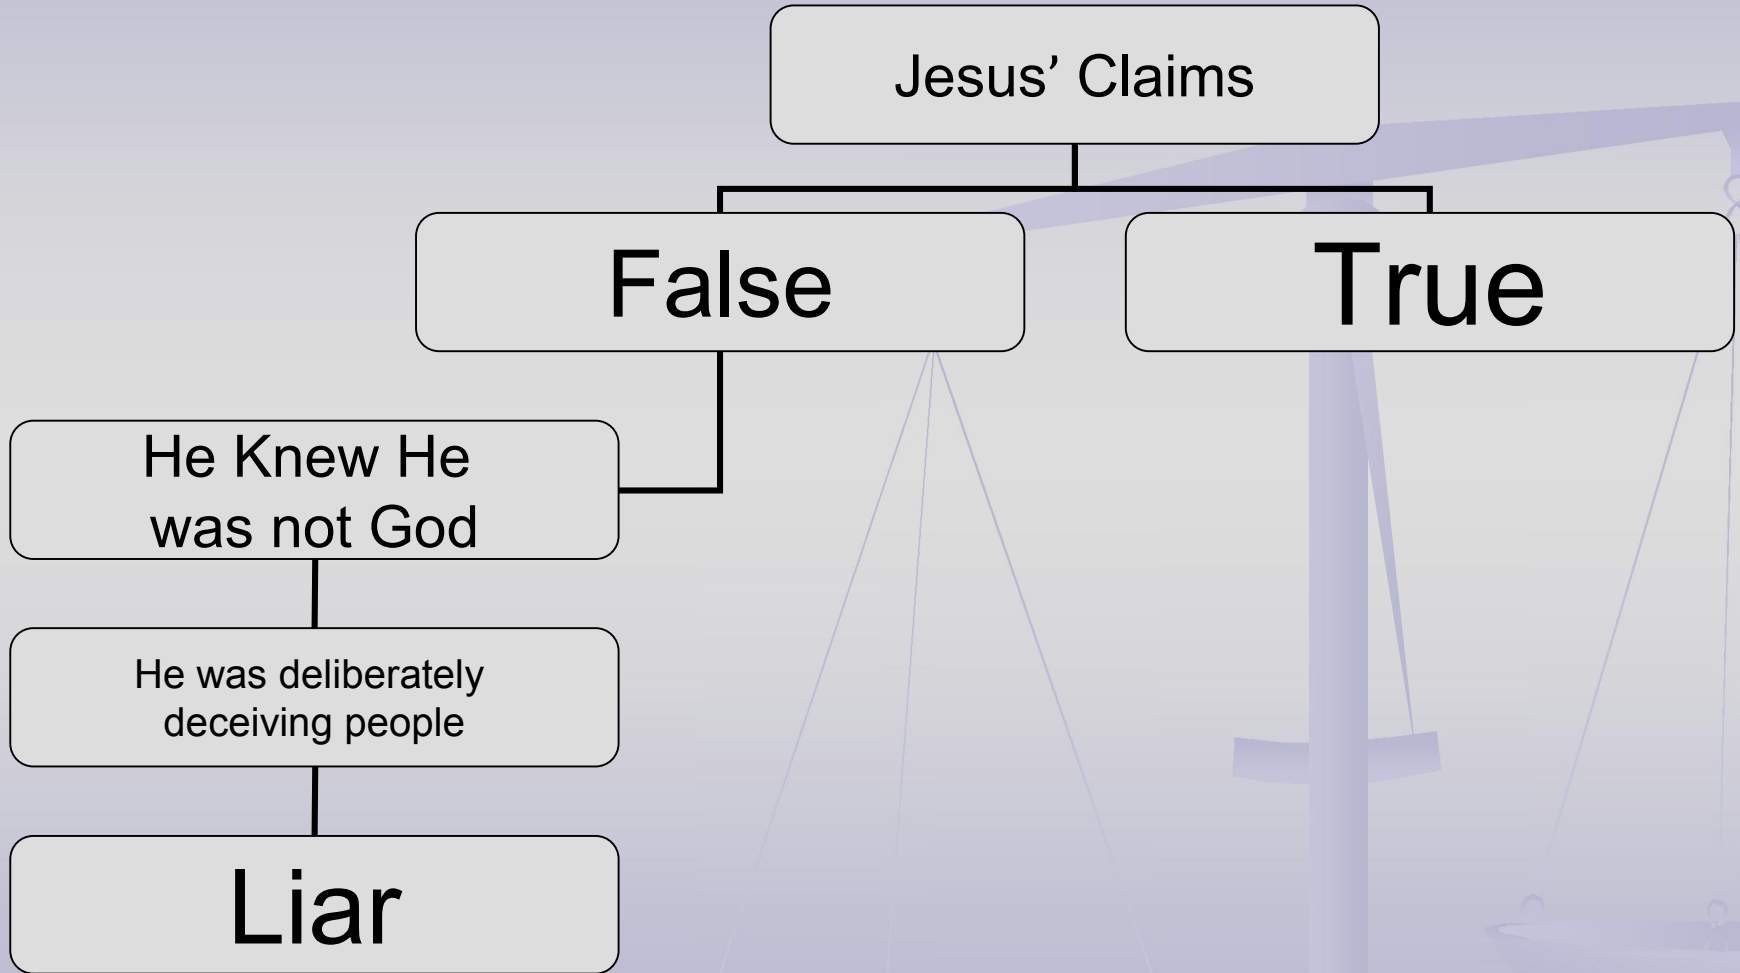 Jesus’ Claims
False
True
He Knew He
was not God
He was deliberately
deceiving people
Liar